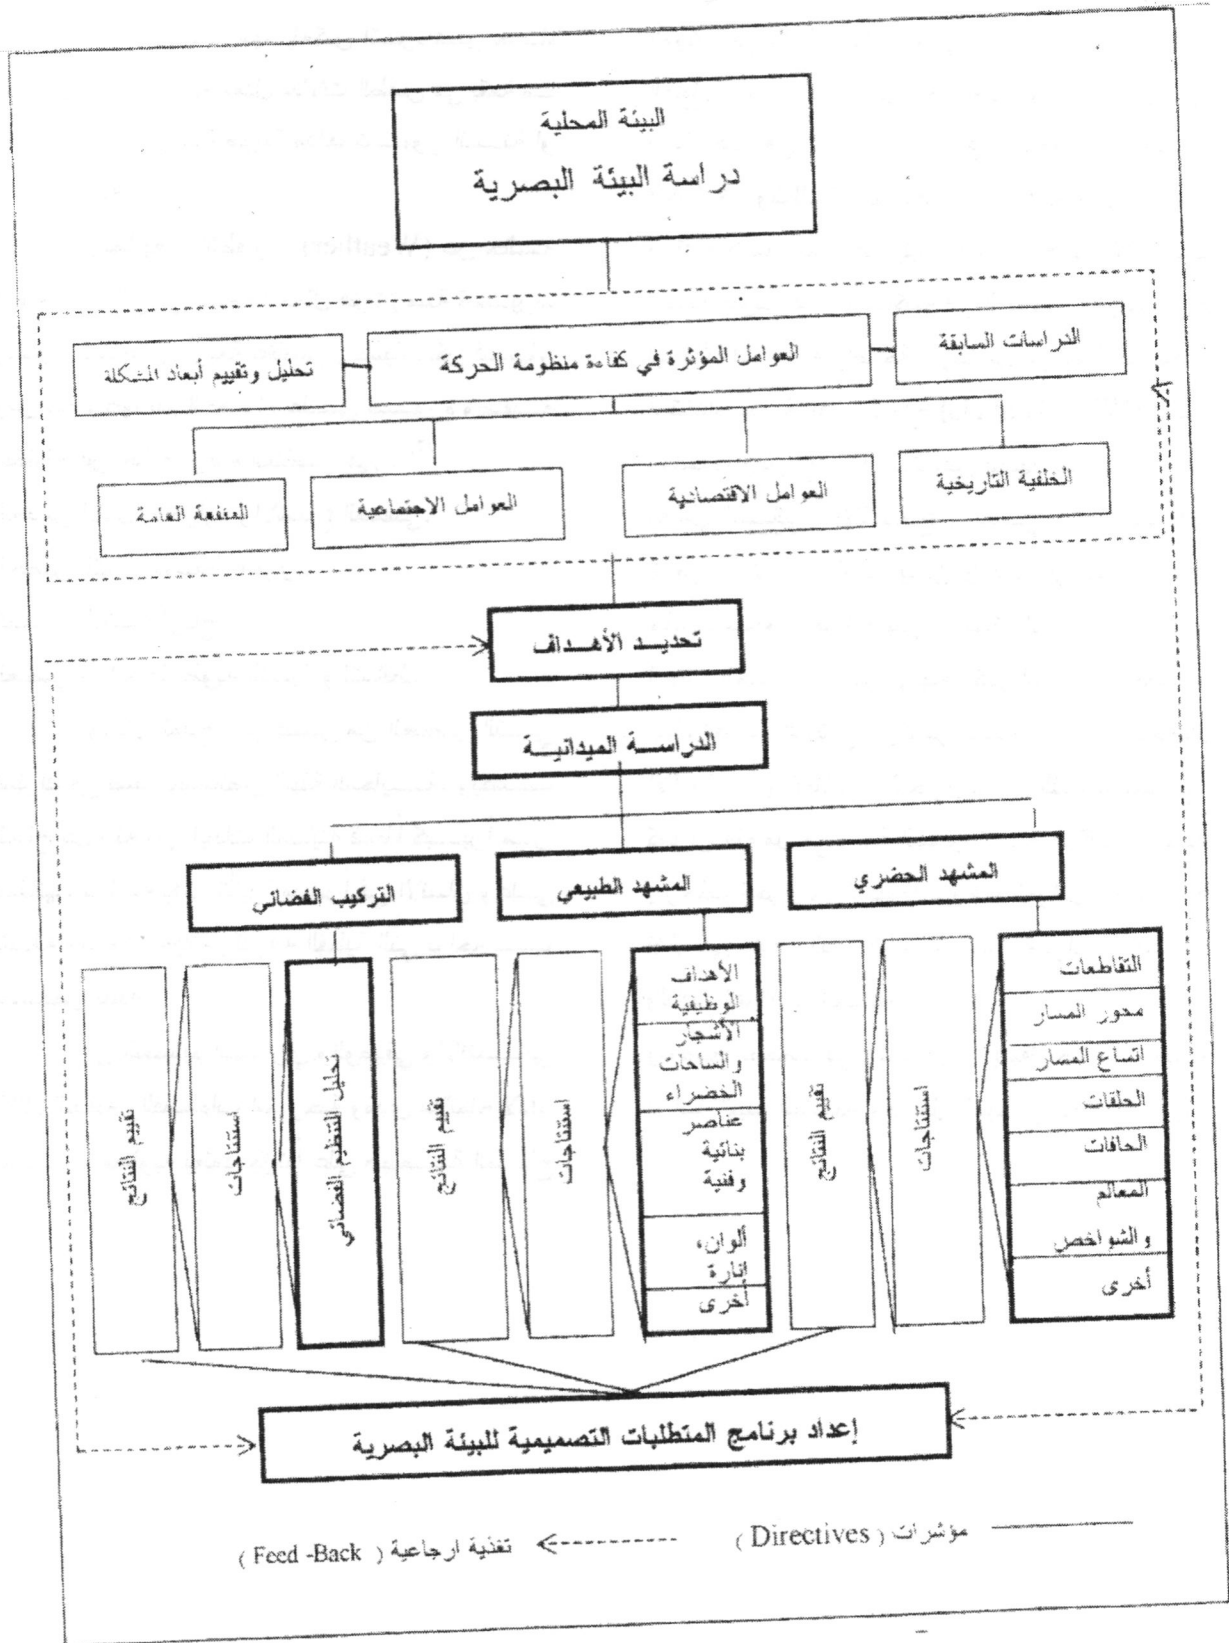 البيئة المحلية
دراسة البيئة البصرية
الدراسات السابقة
العوامل المؤثرة في كفاءة منظومة الحركة
تحليل وتقييم أبعاد المشكلة
الخلفية التاريخية
العوامل الاقتصادية
العوامل الاجتماعية
المنفعة العامة
تحديـد الأهـداف
الدراسـة الميدانيـة
المشهد الحضري
المشهد الطبيعي
التركيب الفضائي
التقاطعات
محور المسار
اتساع المسار
الحلقات
الحافات
المعالم
والشواخص
أخرى
استنتاجات
تقييم النتائج
الأهداف
الوظيفية
الأشجار
والساحات
الخضراء
عناصر
بنائية
وفنية
ألوان،
إنارة
أخرى
استنتاجات
تقييم النتائج
تحليل التنظيم الفضائي
استنتاجات
تقييم النتائج
إعداد برنامج المتطلبات التصميمية للبيئة البصرية
مؤشرات ( Directives )
تغذية ارجاعية ( Feed -Back )